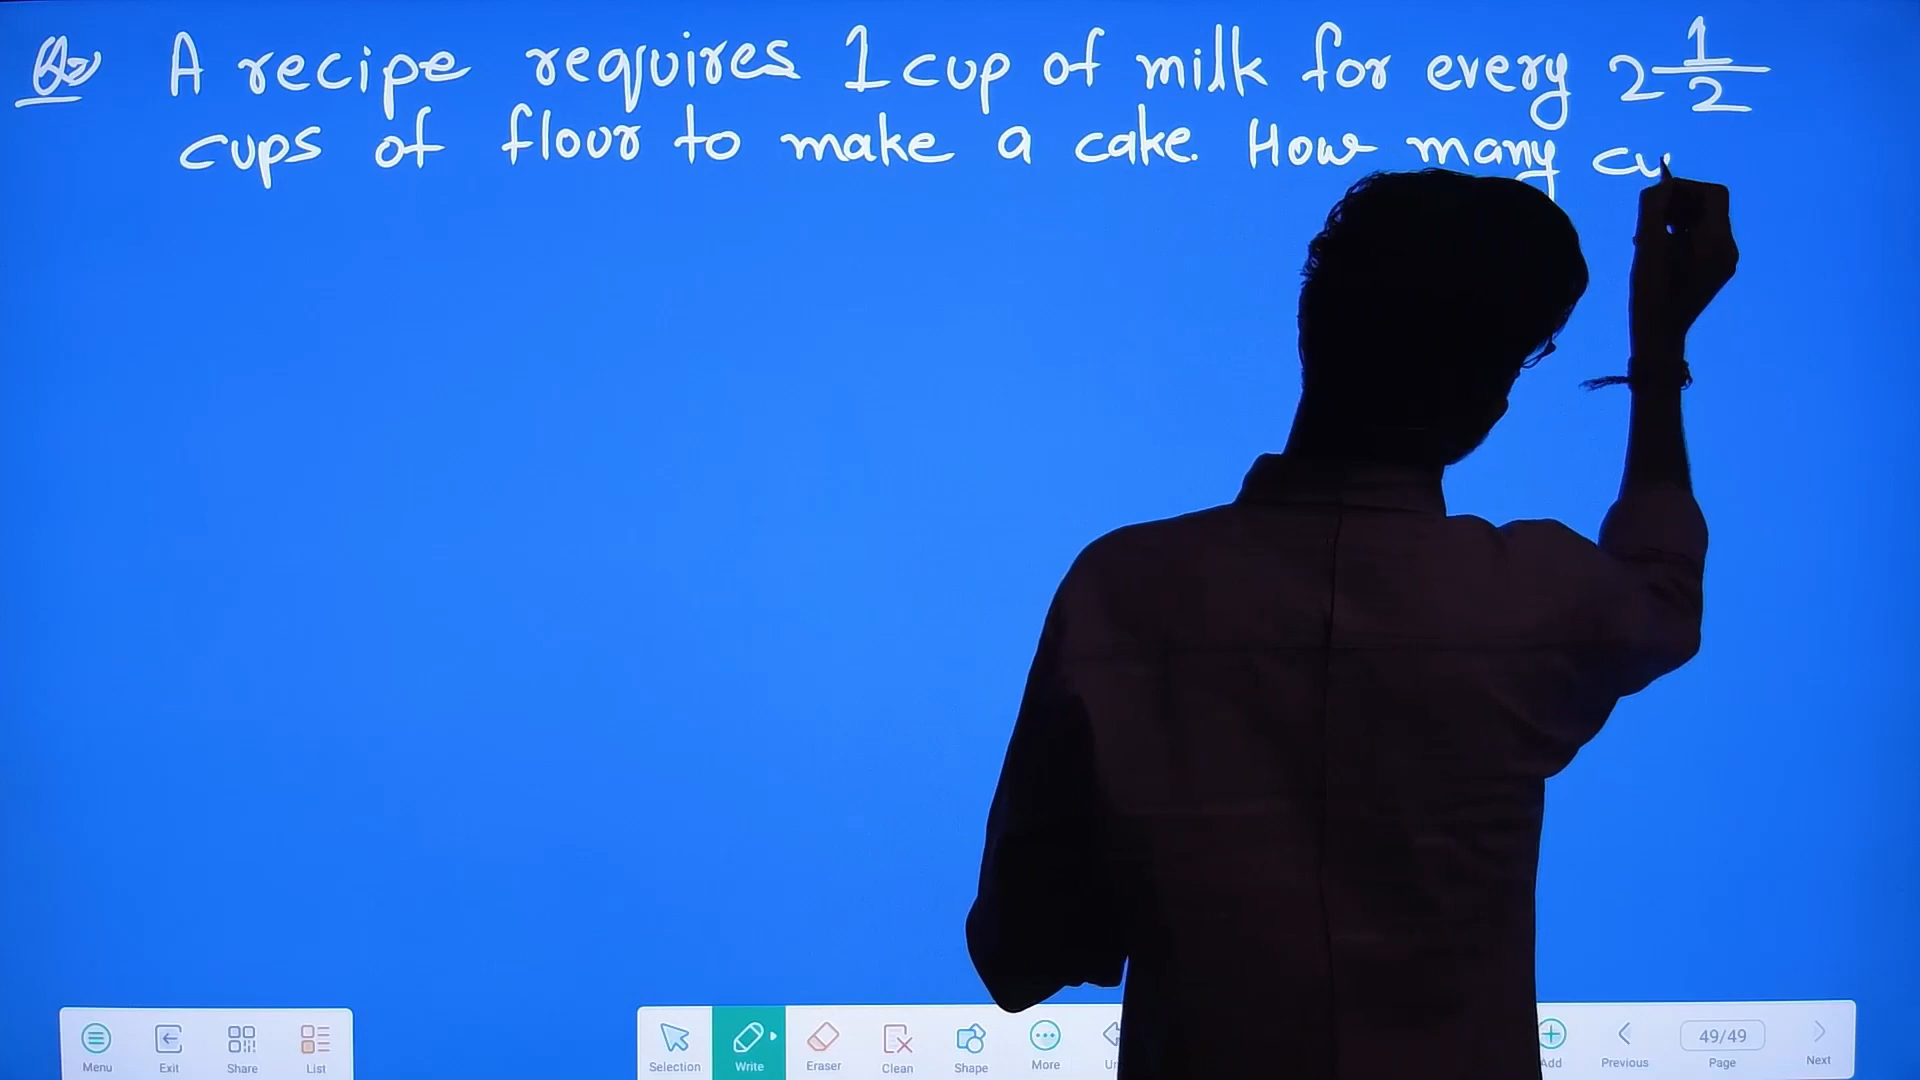 Q→ A recipe requires 1 cup of milk for every 2 1/2
cups of flour to make a cake. How many cu
Menu Exit Share List Selection Write Eraser Clean Shape More Add Previous 49/49 Page Next